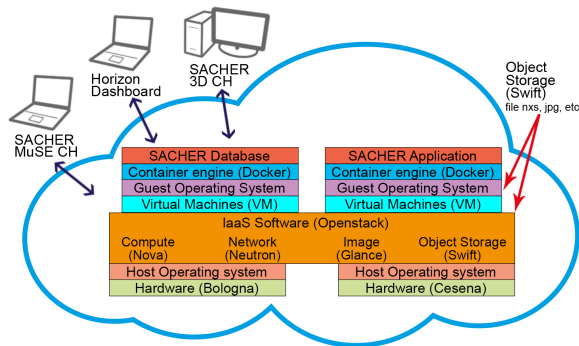 SACHER
3D CH
Horizon
Dashboard
SACHER
MuSE CH
Object
Storage
(Swift)
file nxs, jpg, etc
SACHER Database
Container engine (Docker)
Guest Operating System
Virtual Machines (VM)
SACHER Application
Container engine (Docker)
Guest Operating System
Virtual Machines (VM)
IaaS Software (Openstack)
Compute
(Nova)
Network
(Neutron)
Image
(Glance)
Object Storage
(Swift)
Host Operating system
Hardware (Bologna)
Host Operating system
Hardware (Cesena)